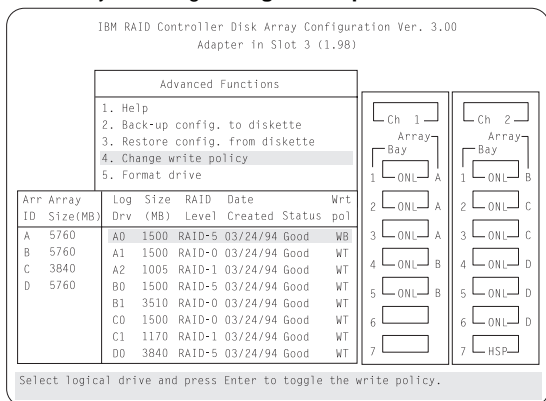 IBM RAID Controller Disk Array Configuration Ver. 3.00
Adapter in Slot 3 (1.98)
Advanced Functions
1. Help
2. Back-up config. to diskette
3. Restore config. from diskette
4. Change write policy
5. Format drive
Arr Array
ID Size(MB)
A 5760
B 5760
C 3840
D 5760
Log Size RAID Date Wrt
Drv (MB) Level Created Status pol
A0 1500 RAID-5 03/24/94 Good WB
A1 1500 RAID-0 03/24/94 Good WT
A2 1005 RAID-1 03/24/94 Good WT
B0 1500 RAID-5 03/24/94 Good WT
B1 3510 RAID-0 03/24/94 Good WT
C0 1500 RAID-0 03/24/94 Good WT
C1 1170 RAID-1 03/24/94 Good WT
D0 3840 RAID-5 03/24/94 Good WT
Ch 1
Array
Bay
1 ONL A
2 ONL A
3 ONL A
4 ONL B
5 ONL B
6
7
Ch 2
Array
Bay
1 ONL B
2 ONL C
3 ONL C
4 ONL D
5 ONL D
6 ONL D
7 HSP
Select logical drive and press Enter to toggle the write policy.